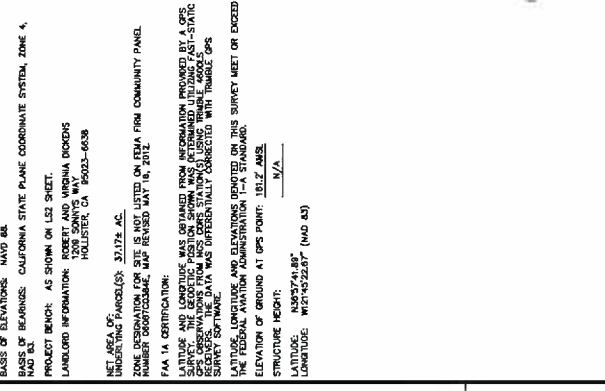 BASIS OF ELEVATIONS: NAVD 88.
BASIS OF BEARINGS: CALIFORNIA STATE PLANE COORDINATE SYSTEM, ZONE 4,
NAD 83.
PROJECT BENCH: AS SHOWN ON LS2 SHEET.
LANDLORD INFORMATION: ROBERT AND VIRGINIA DICKENS
1209 SONNYS WAY
HOLLISTER, CA 95023-6638
NET AREA OF
UNDERLYING PARCEL(S): 37.17± AC.
ZONE DESIGNATION FOR SITE IS NOT LISTED ON FEMA FIRM COMMUNITY PANEL
NUMBER 06087C0384E, MAP REVISED MAY 16, 2012.
FAA 1A CERTIFICATION:
LATITUDE AND LONGITUDE WAS OBTAINED FROM INFORMATION PROVIDED BY A GPS
SURVEY. THE GEODETIC POSITION SHOWN WAS DETERMINED UTILIZING FAST-STATIC
GPS OBSERVATIONS FROM NGS CORS STATION(S) USING TRIMBLE 4600LS
RECEIVERS. THE DATA WAS DIFFERENTIALLY CORRECTED WITH TRIMBLE GPS
SURVEY SOFTWARE.
LATITUDE, LONGITUDE AND ELEVATIONS DENOTED ON THIS SURVEY MEET OR EXCEED
THE FEDERAL AVIATION ADMINISTRATION 1-A STANDARD.
ELEVATION OF GROUND AT GPS POINT: 181.2' AMSL
STRUCTURE HEIGHT: N/A
LATITUDE: N36°57'41.89"
LONGITUDE: W121°45'22.67" (NAD 83)